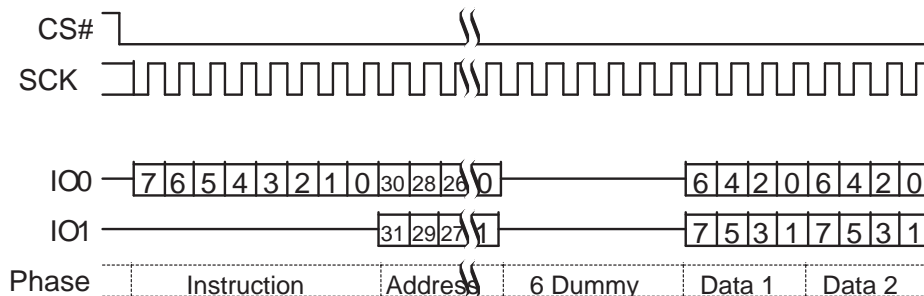 CS#
SCK
IO0 7 6 5 4 3 2 1 0 30 28 26 0 6 4 2 0 6 4 2 0
IO1 31 29 27 1 7 5 3 1 7 5 3 1
Phase Instruction Address 6 Dummy Data 1 Data 2